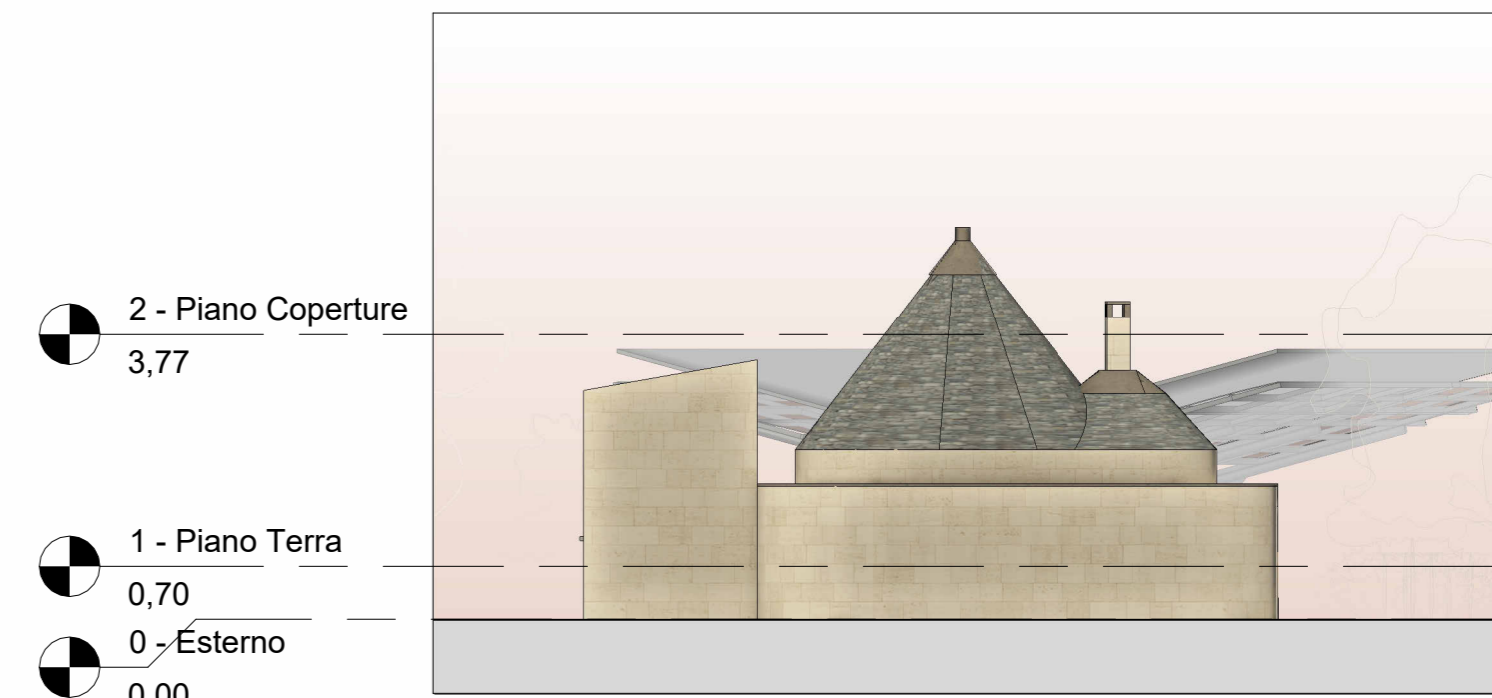 2 - Piano Coperture
3,77
1 - Piano Terra
0,70
0 - Esterno
0,00